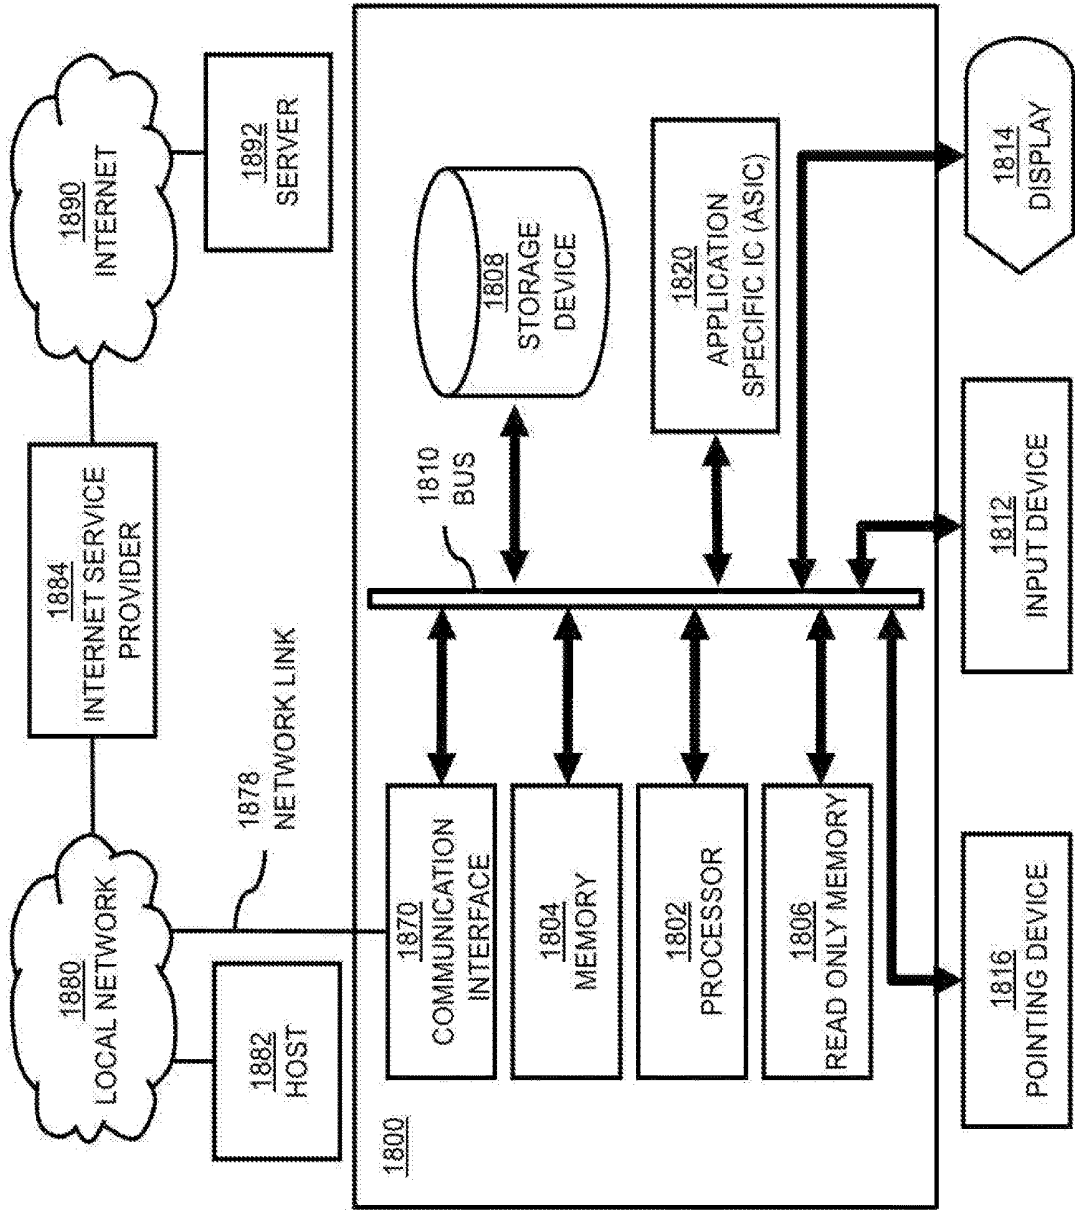 1800
1816
POINTING DEVICE
1812
INPUT DEVICE
1814
DISPLAY
1882
HOST
1870
COMMUNICATION
INTERFACE
1804
MEMORY
1802
PROCESSOR
1806
READ ONLY MEMORY
1880
LOCAL NETWORK
1878
NETWORK LINK
1884
INTERNET SERVICE
PROVIDER
1810
BUS
1890
INTERNET
1892
SERVER
1808
STORAGE
DEVICE
1820
APPLICATION
SPECIFIC IC (ASIC)